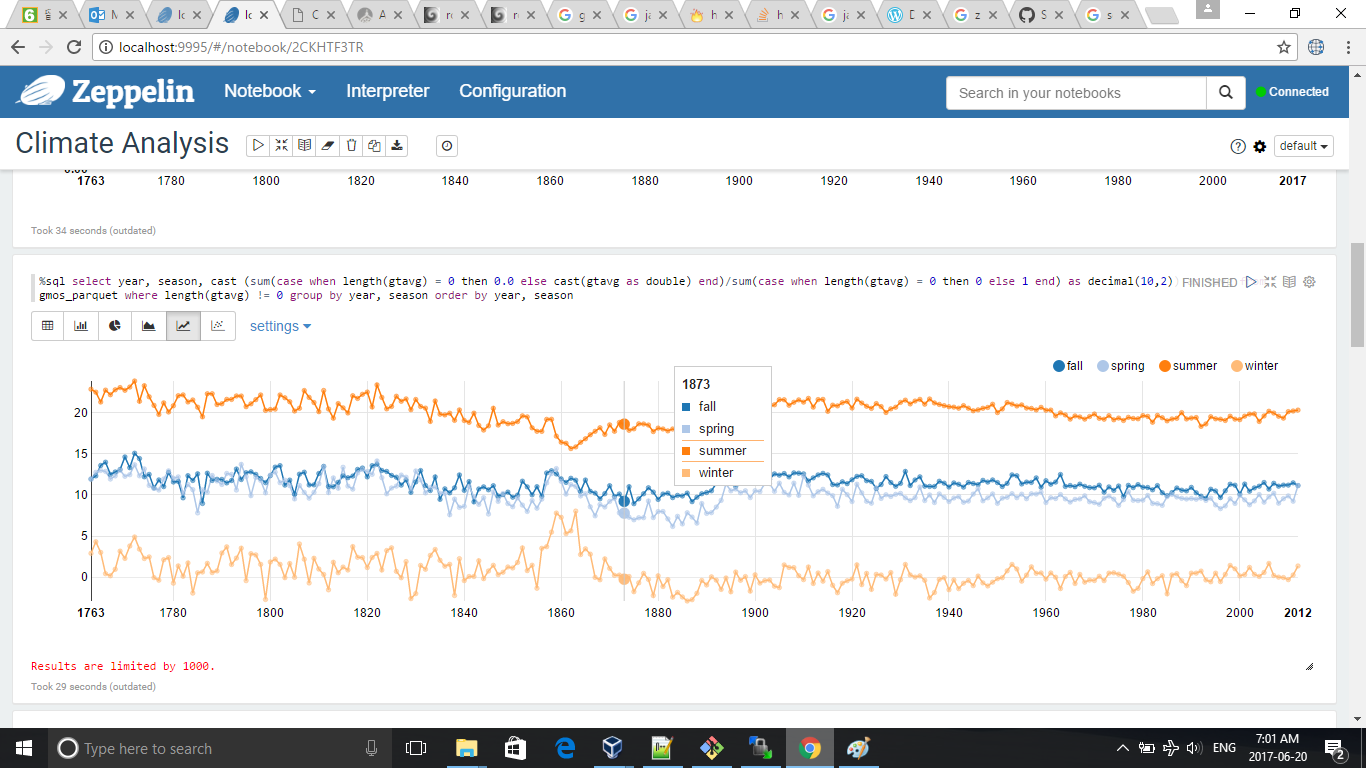 localhost:9995/#/notebook/2CKHTF3TR
Zeppelin Notebook Interpreter Configuration Search in your notebooks Connected
Climate Analysis default
1763 1780 1800 1820 1840 1860 1880 1900 1920 1940 1960 1980 2000 2017
Took 34 seconds (outdated)
%sql select year, season, cast (sum(case when length(gtavg) = 0 then 0.0 else cast(gtavg as double) end)/sum(case when length(gtavg) = 0 then 0 else 1 end) as decimal(10,2)) FINISHED
gmos_parquet where length(gtavg) != 0 group by year, season order by year, season
settings
fall spring summer winter
1873
fall
spring
summer
winter
20
15
10
5
0
1763 1780 1800 1820 1840 1860 1880 1900 1920 1940 1960 1980 2000 2012
Results are limited by 1000.
Took 29 seconds (outdated)
Type here to search
ENG
7:01 AM
2017-06-20
2